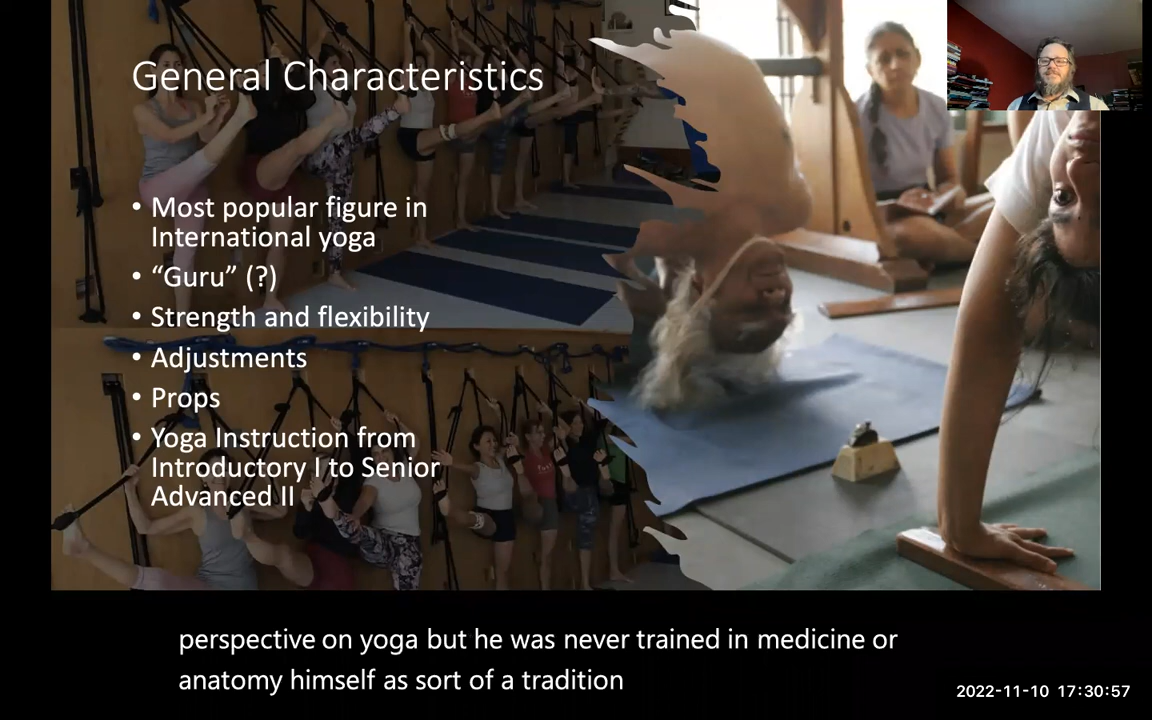 General Characteristics
• Most popular figure in
International yoga
• “Guru” (?)
• Strength and flexibility
• Adjustments
• Props
• Yoga Instruction from
Introductory I to Senior
Advanced II
perspective on yoga but he was never trained in medicine or
anatomy himself as sort of a tradition
2022-11-10 17:30:57